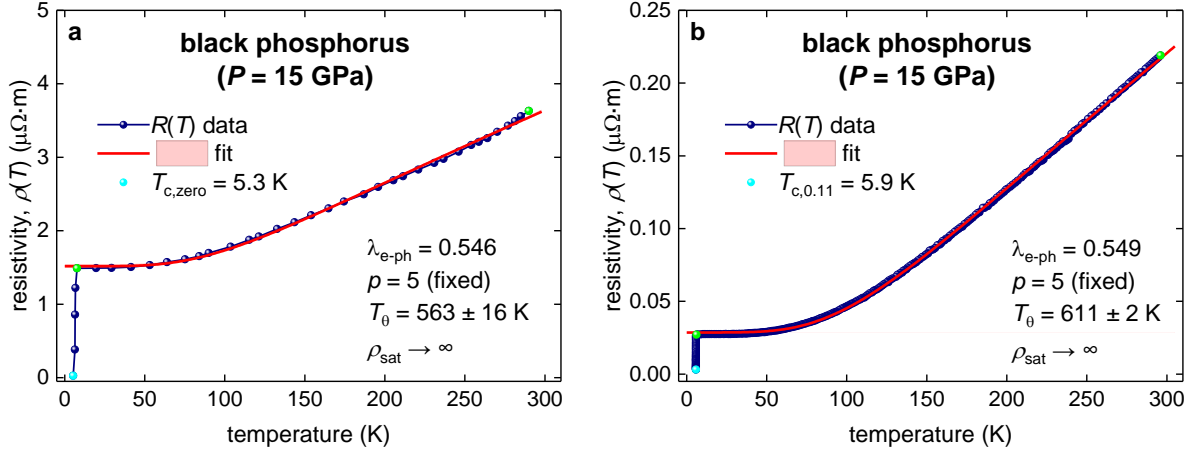 a
black phosphorus
(P = 15 GPa)
R(T) data
fit
Tc,zero = 5.3 K
λe-ph = 0.546
p = 5 (fixed)
Tθ = 563 ± 16 K
ρsat → ∞
resistivity, ρ(T) (μΩ·m)
5
4
3
2
1
0
0 50 100 150 200 250 300
temperature (K)
b
black phosphorus
(P = 15 GPa)
R(T) data
fit
Tc,0.11 = 5.9 K
λe-ph = 0.549
p = 5 (fixed)
Tθ = 611 ± 2 K
ρsat → ∞
resistivity, ρ(T) (μΩ·m)
0.25
0.20
0.15
0.10
0.05
0.00
0 50 100 150 200 250 300
temperature (K)